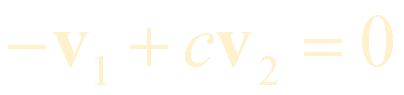 −v₁ + cv₂ = 0